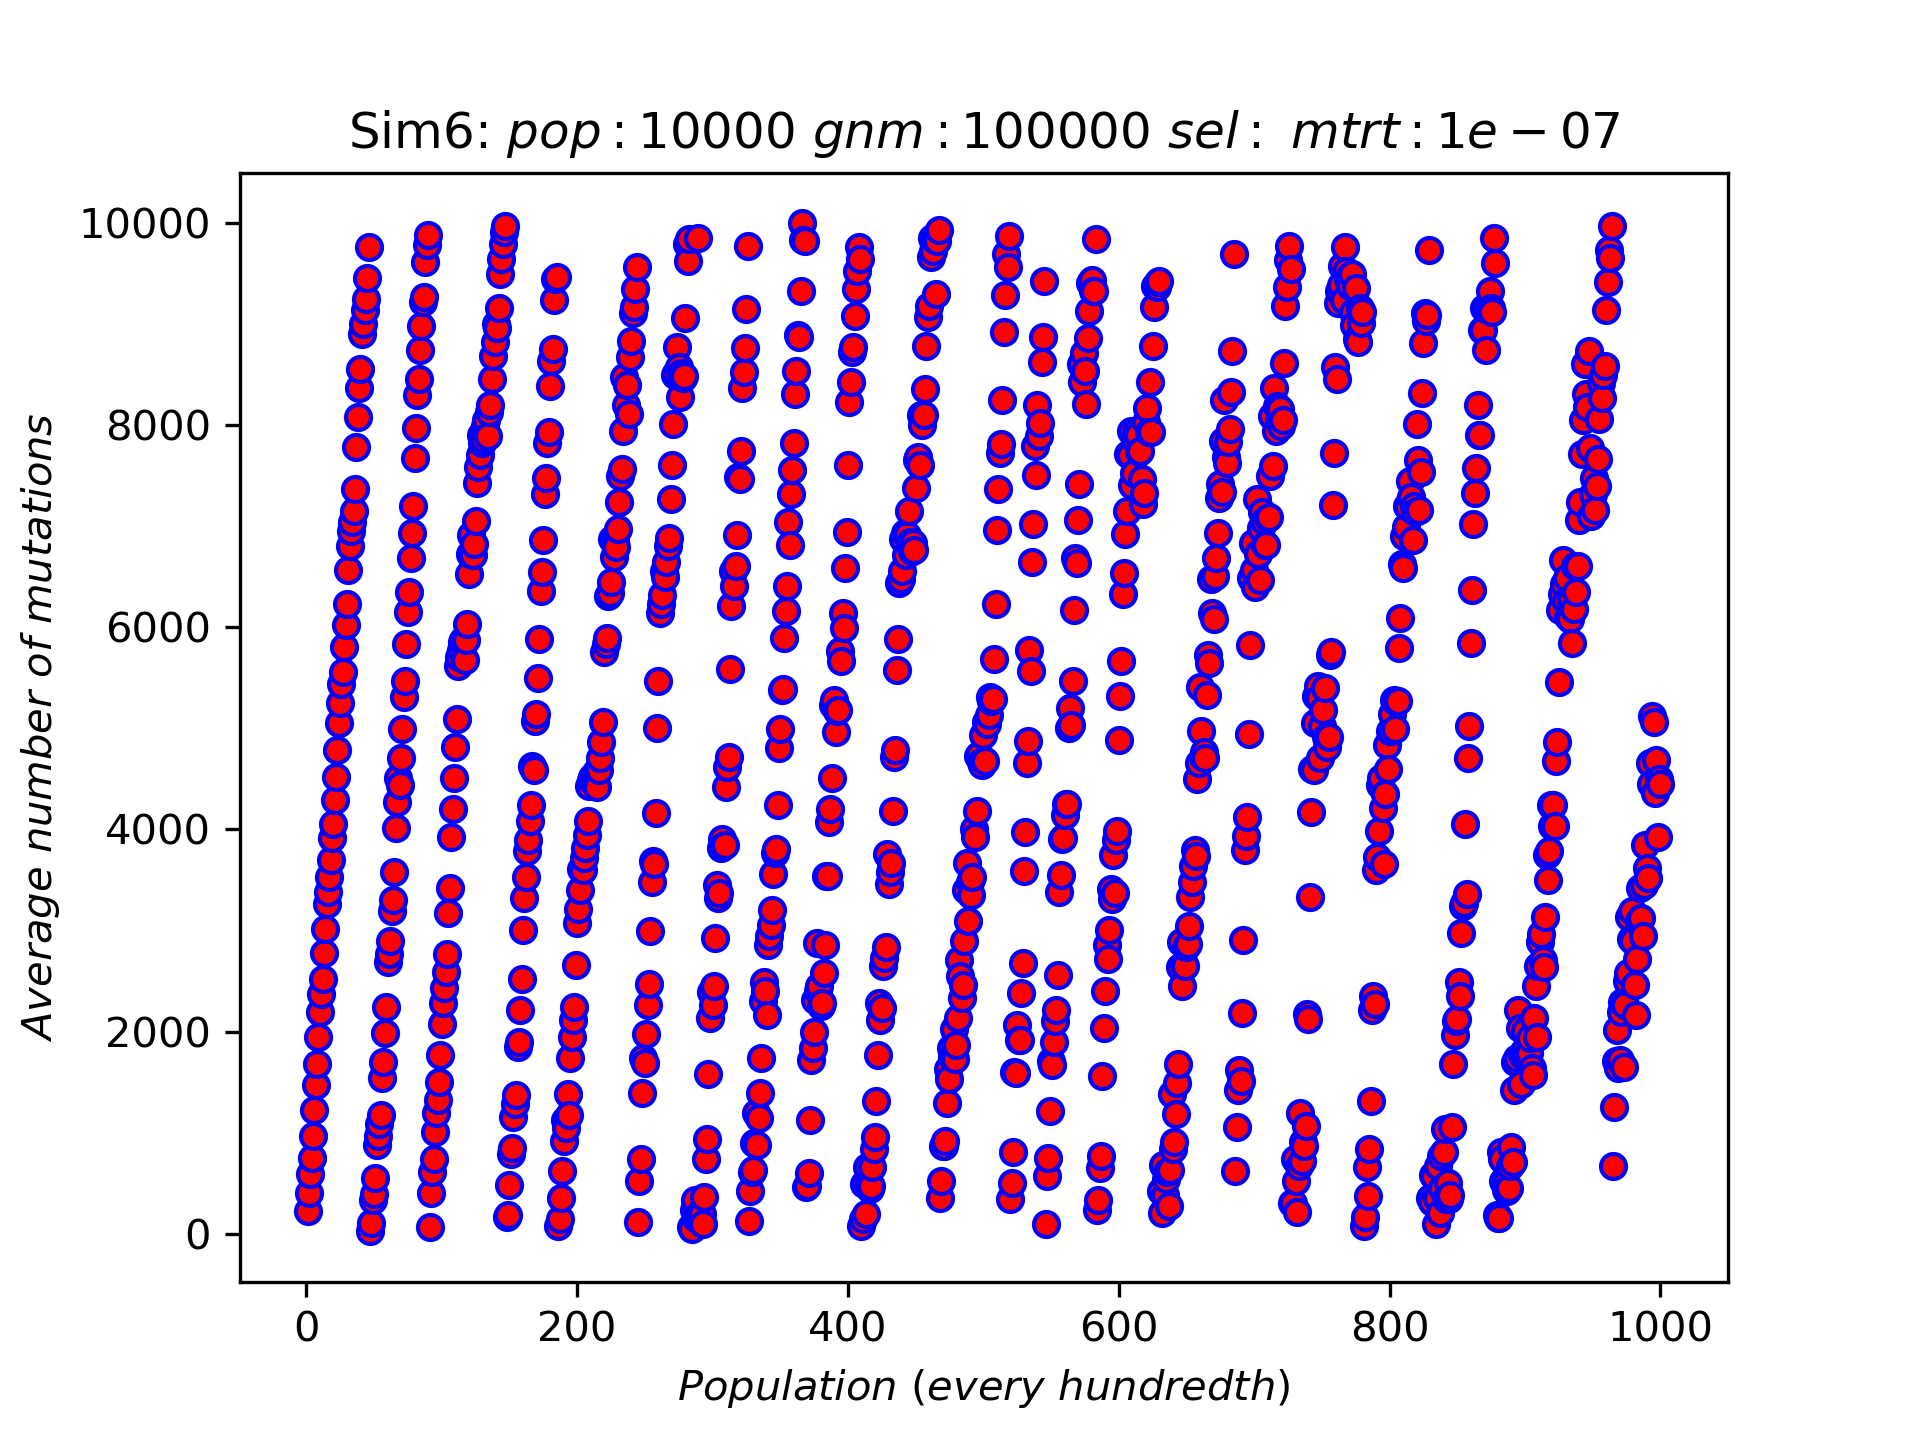 Sim6: pop : 10000 gnm : 100000 sel : mtrt : 1e − 07
10000
8000
6000
4000
2000
0
Average number of mutations
0 200 400 600 800 1000
Population (every hundredth)